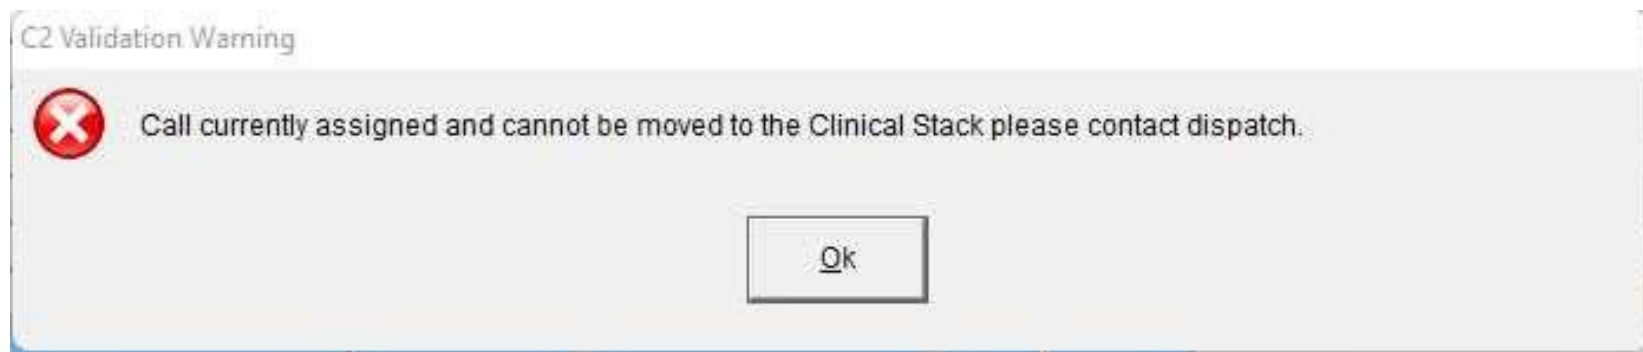 C2 Validation Warning
Call currently assigned and cannot be moved to the Clinical Stack please contact dispatch.
Ok